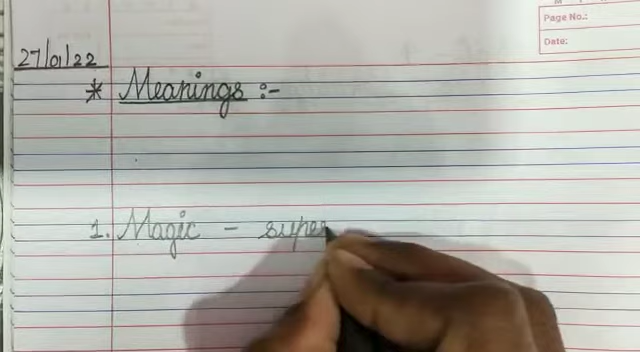 Page No.:
Date:
27/01/22
* Meanings :-
1. Magic - super